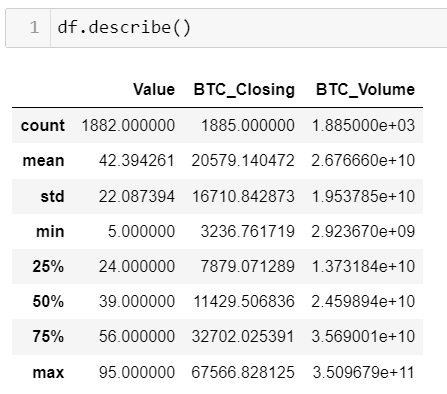 1 df.describe()
Value BTC_Closing BTC_Volume
count 1882.000000 1885.000000 1.885000e+03
mean 42.394261 20579.140472 2.676660e+10
std 22.087394 16710.842873 1.953785e+10
min 5.000000 3236.761719 2.923670e+09
25% 24.000000 7879.071289 1.373184e+10
50% 39.000000 11429.506836 2.459894e+10
75% 56.000000 32702.025391 3.569001e+10
max 95.000000 67566.828125 3.509679e+11